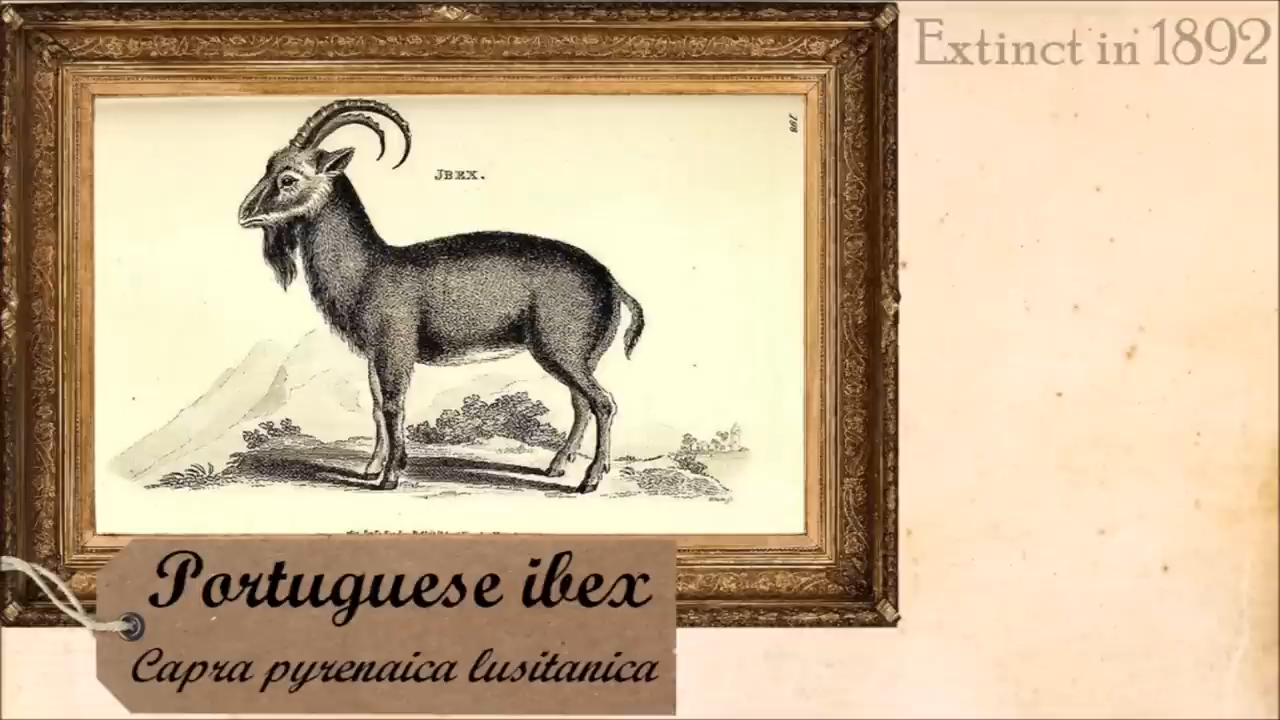 Extinct in 1892
JBEX.
Portuguese ibex
Capra pyrenaica lusitanica